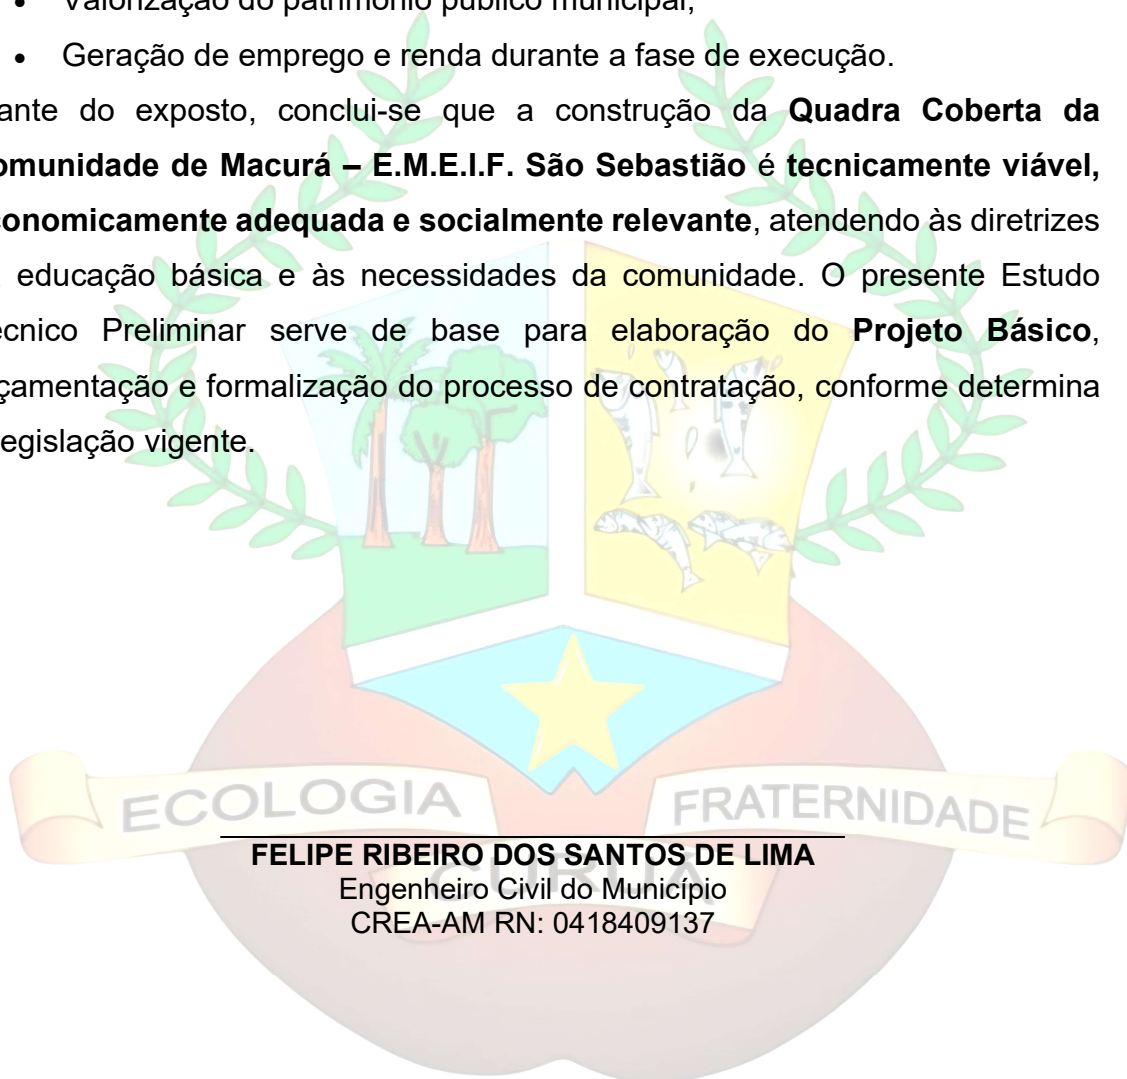 • Valorização do patrimônio público municipal;
• Geração de emprego e renda durante a fase de execução.
ante do exposto, conclui-se que a construção da Quadra Coberta da
omunidade de Macurá – E.M.E.I.F. São Sebastião é tecnicamente viável,
conomicamente adequada e socialmente relevante, atendendo às diretrizes
educação básica e às necessidades da comunidade. O presente Estudo
écnico Preliminar serve de base para elaboração do Projeto Básico,
çamentação e formalização do processo de contratação, conforme determina
legislação vigente.
ECOLOGIA FRATERNIDADE
CURUÁ
FELIPE RIBEIRO DOS SANTOS DE LIMA
Engenheiro Civil do Município
CREA-AM RN: 0418409137